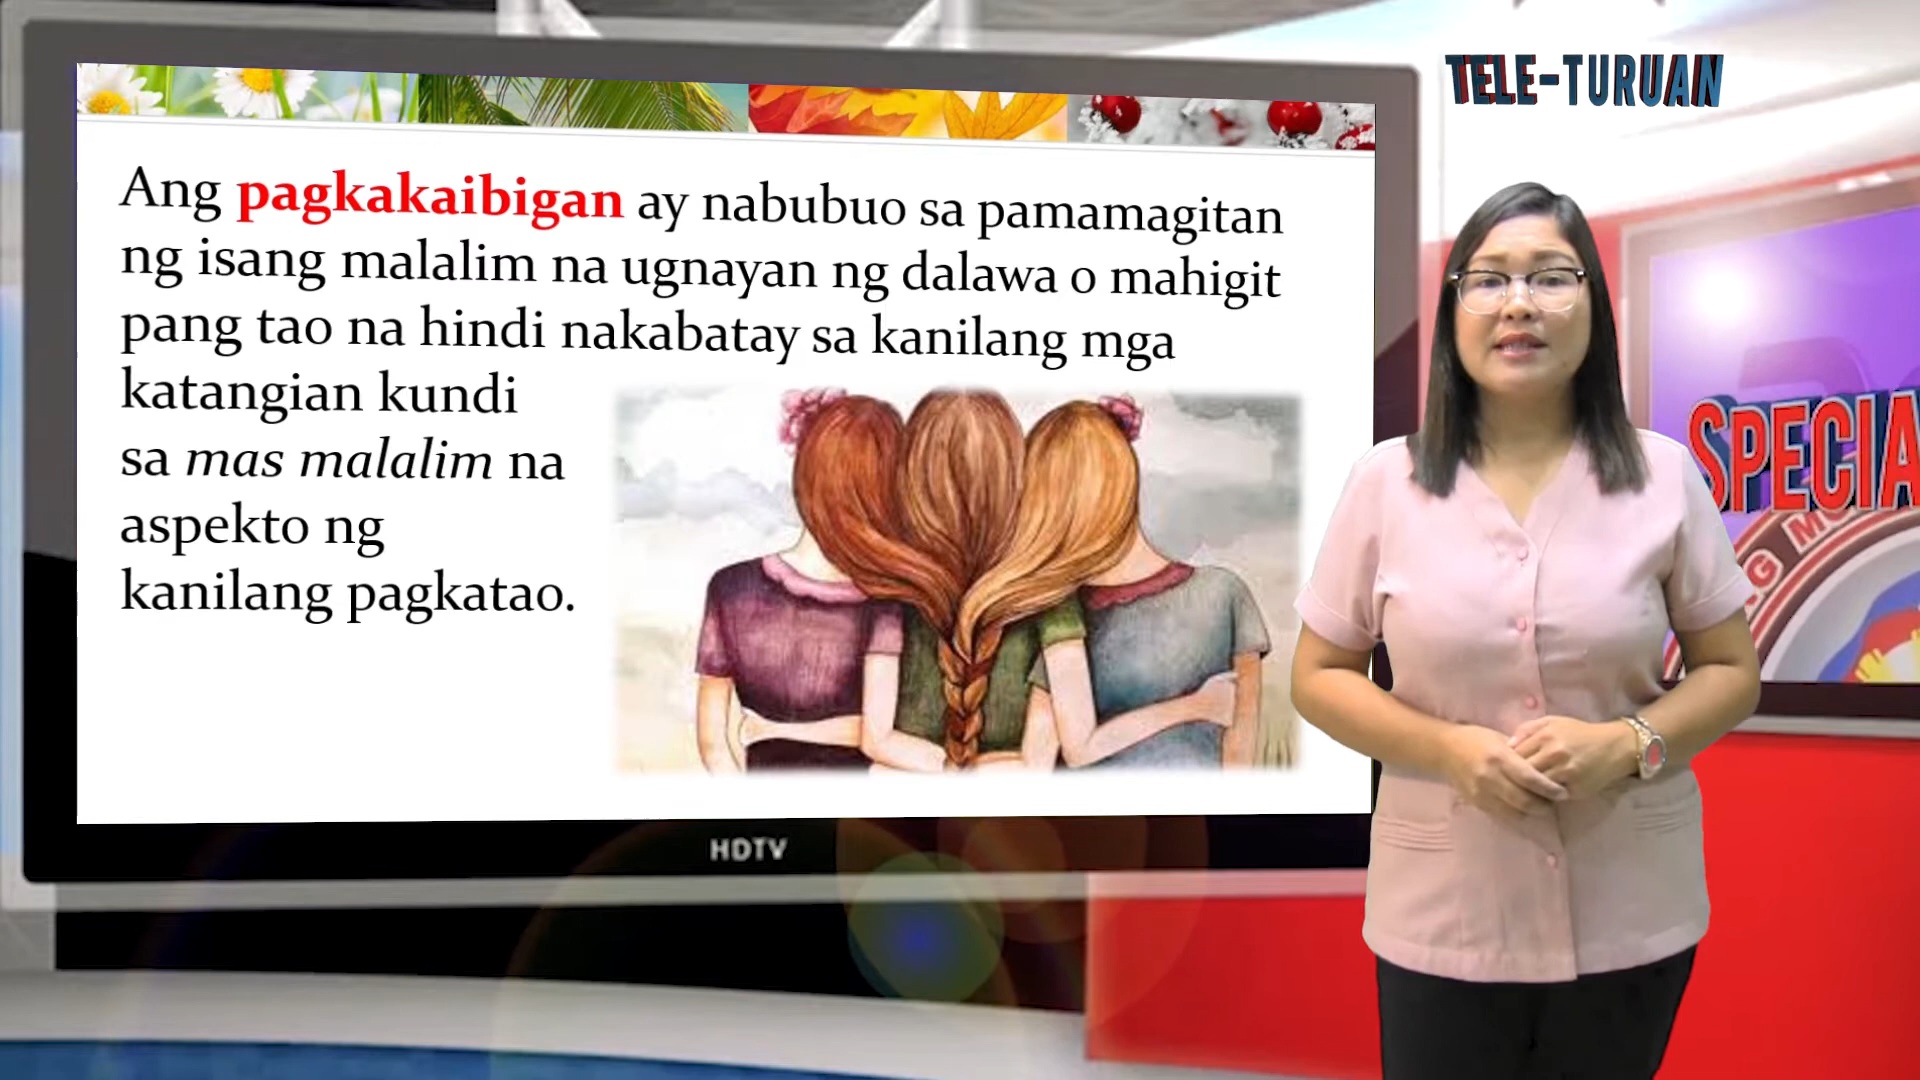 TELE-TURUAN
Ang pagkakaibigan ay nabubuo sa pamamagitan
ng isang malalim na ugnayan ng dalawa o mahigit
pang tao na hindi nakabatay sa kanilang mga
katangian kundi
sa mas malalim na
aspekto ng
kanilang pagkatao.
SPECIA
HDTV